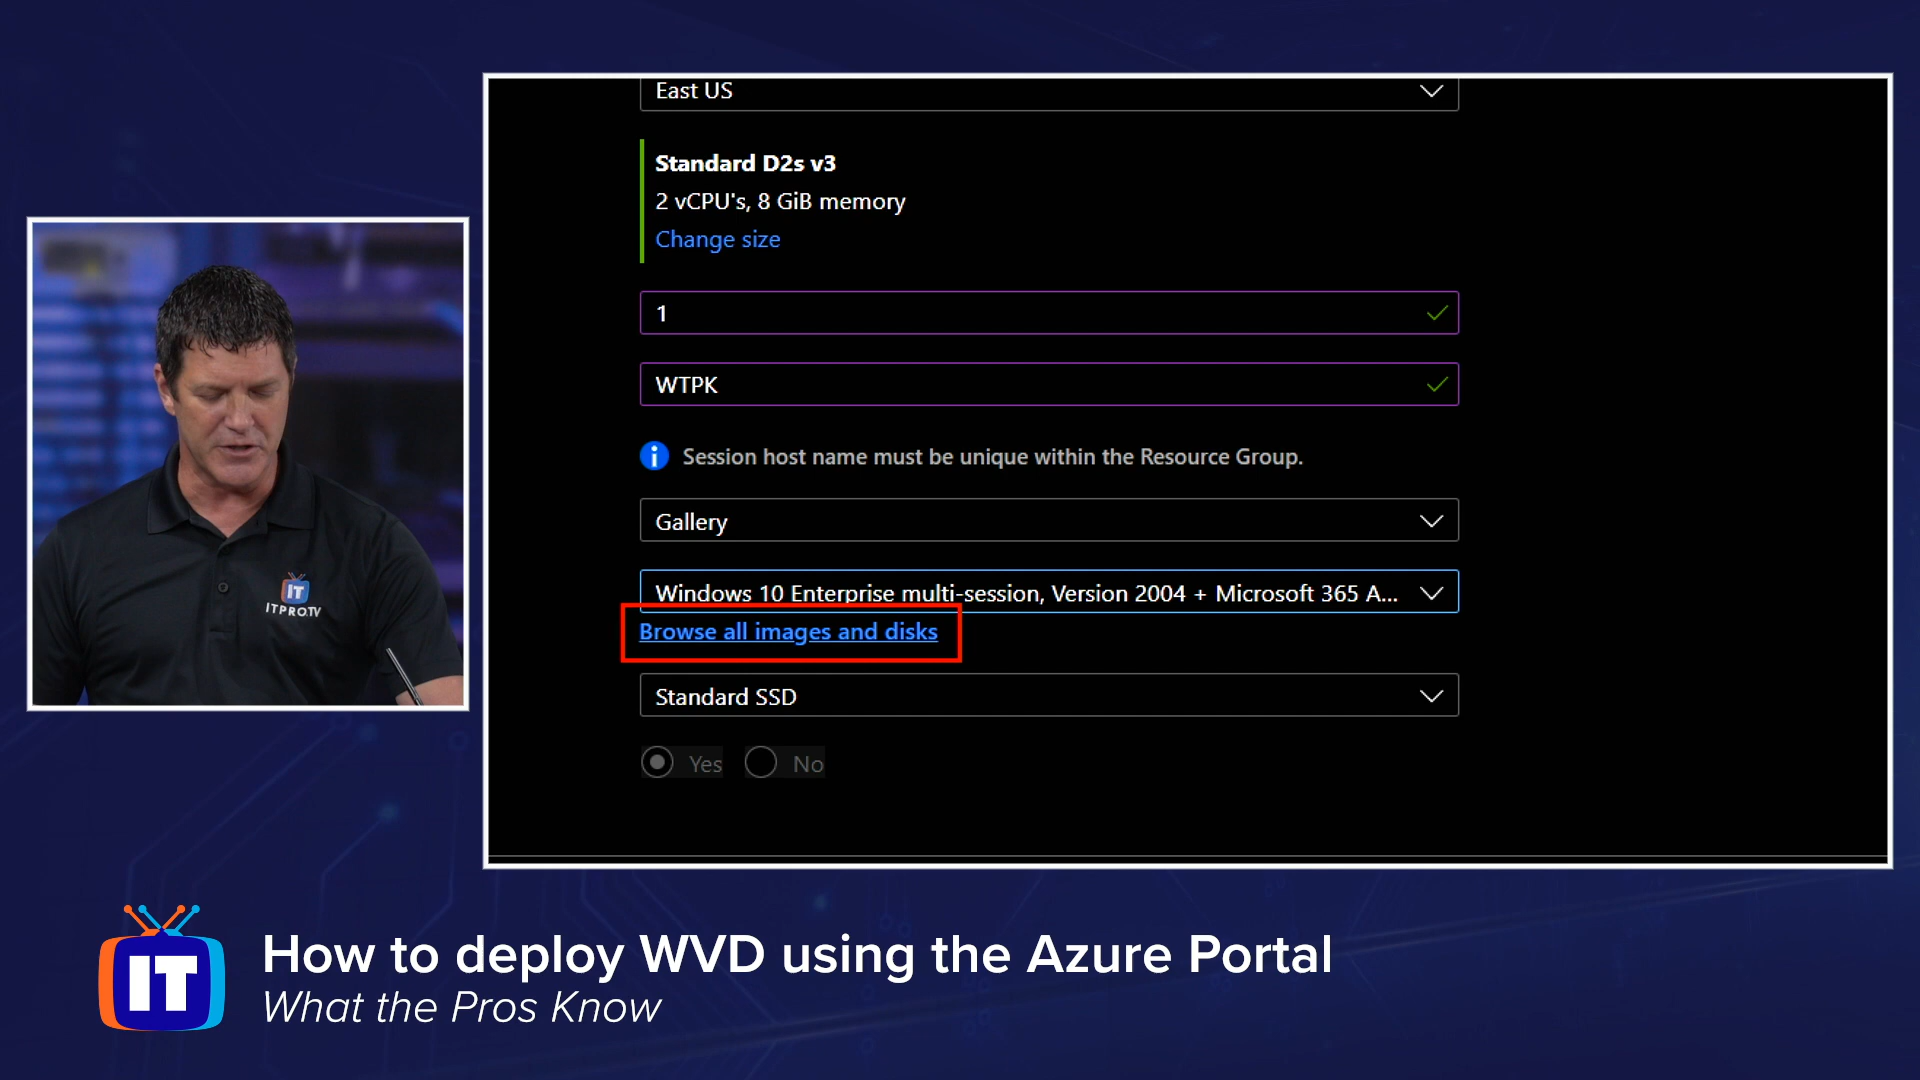 East US
Standard D2s v3
2 vCPU's, 8 GiB memory
Change size
1
WTPK
Session host name must be unique within the Resource Group.
Gallery
Windows 10 Enterprise multi-session, Version 2004 + Microsoft 365 A...
Browse all images and disks
Standard SSD
Yes No
IT
ITPRO.TV
IT
How to deploy WVD using the Azure Portal
What the Pros Know